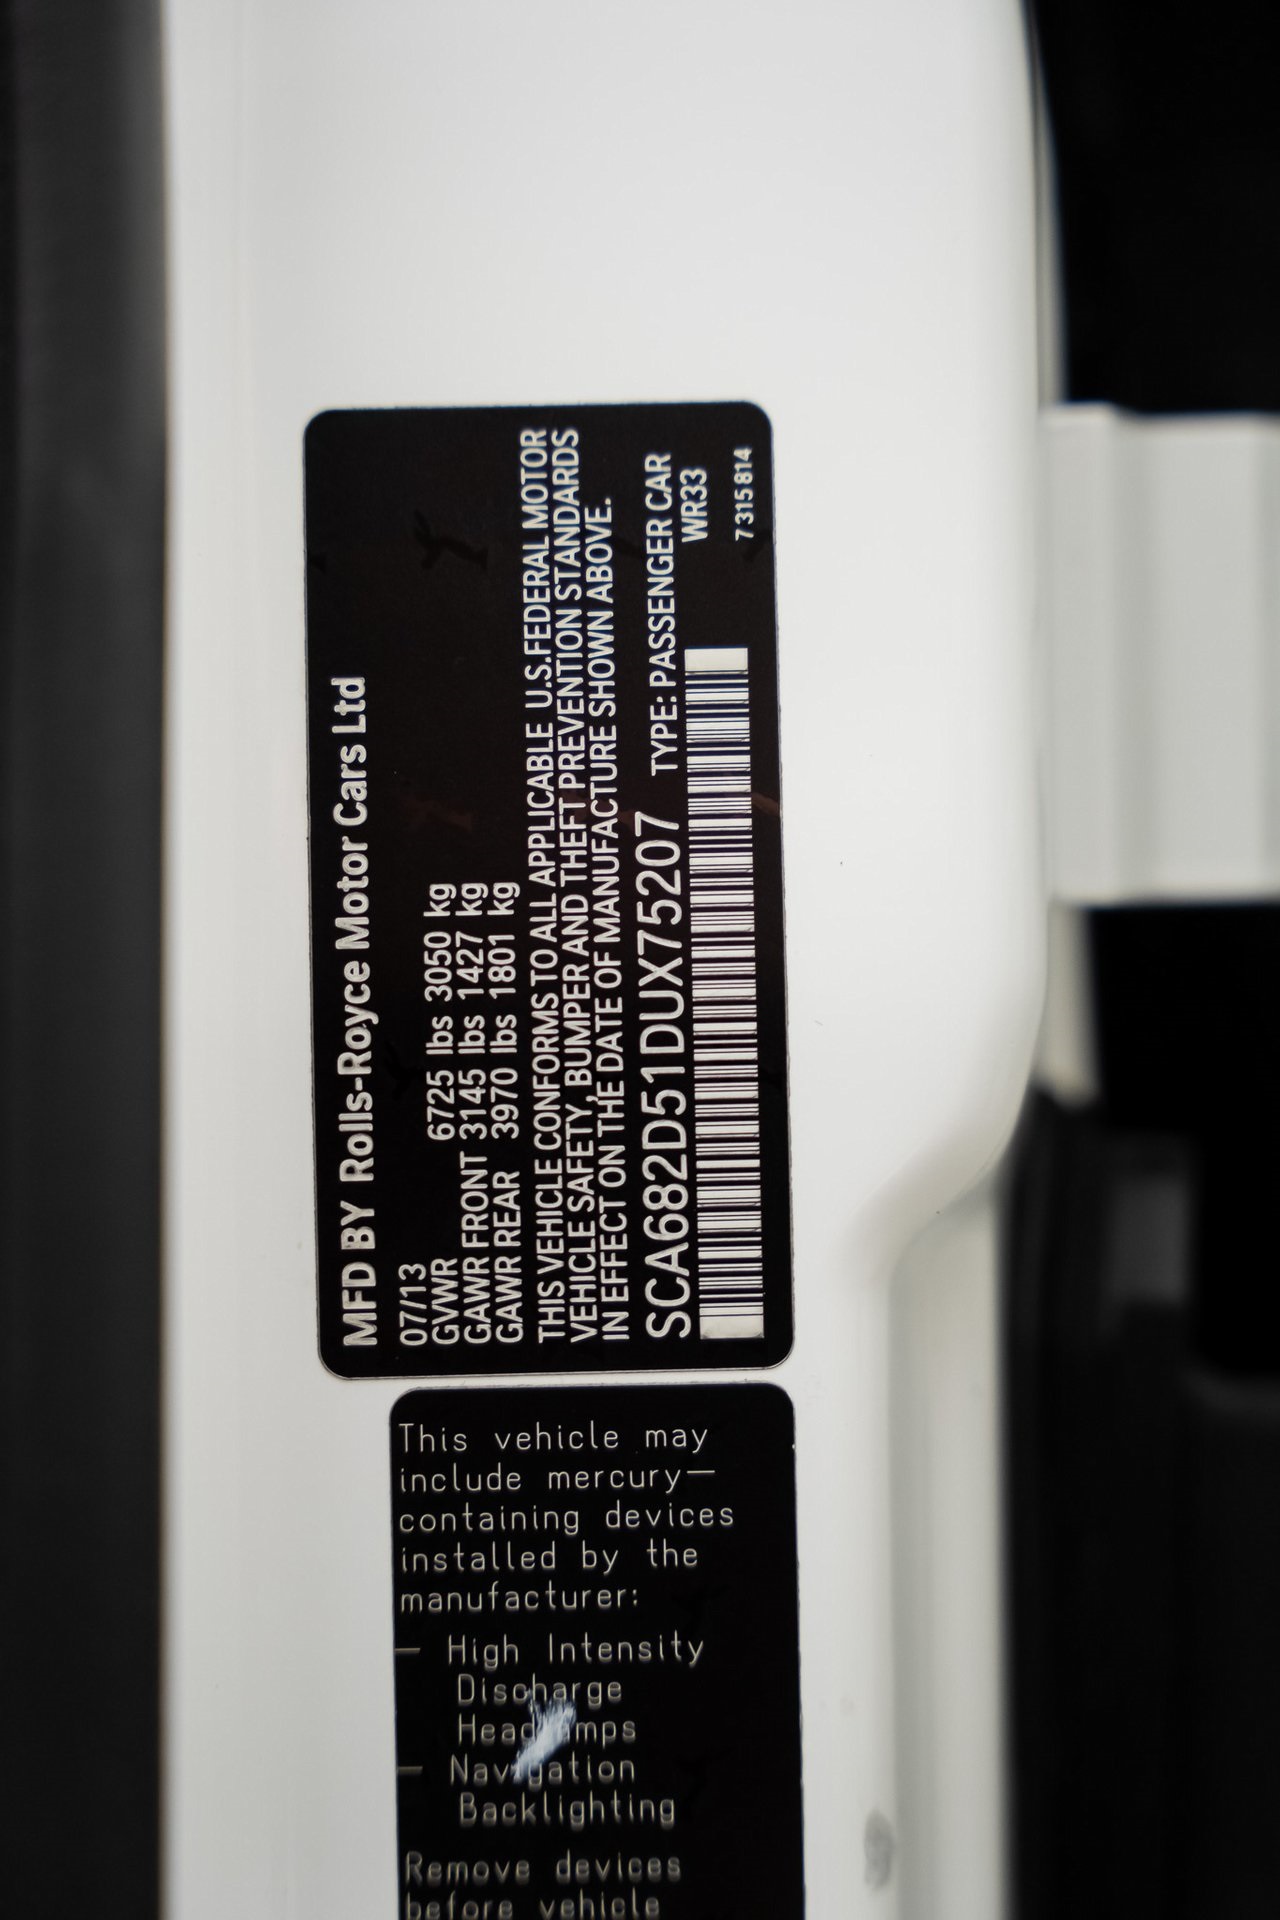 MFD BY Rolls-Royce Motor Cars Ltd
07/13
GVWR 6725 lbs 3050 kg
GAWR FRONT 3145 lbs 1427 kg
GAWR REAR 3970 lbs 1801 kg
THIS VEHICLE CONFORMS TO ALL APPLICABLE U.S.FEDERAL MOTOR
VEHICLE SAFETY, BUMPER AND THEFT PREVENTION STANDARDS
IN EFFECT ON THE DATE OF MANUFACTURE SHOWN ABOVE.
SCA682D51DUX75207 TYPE: PASSENGER CAR
WR33
7315814
This vehicle may
include mercury—
containing devices
installed by the
manufacturer:
— High Intensity
Discharge
Headlamps
— Navigation
Backlighting
Remove devices
before vehicle